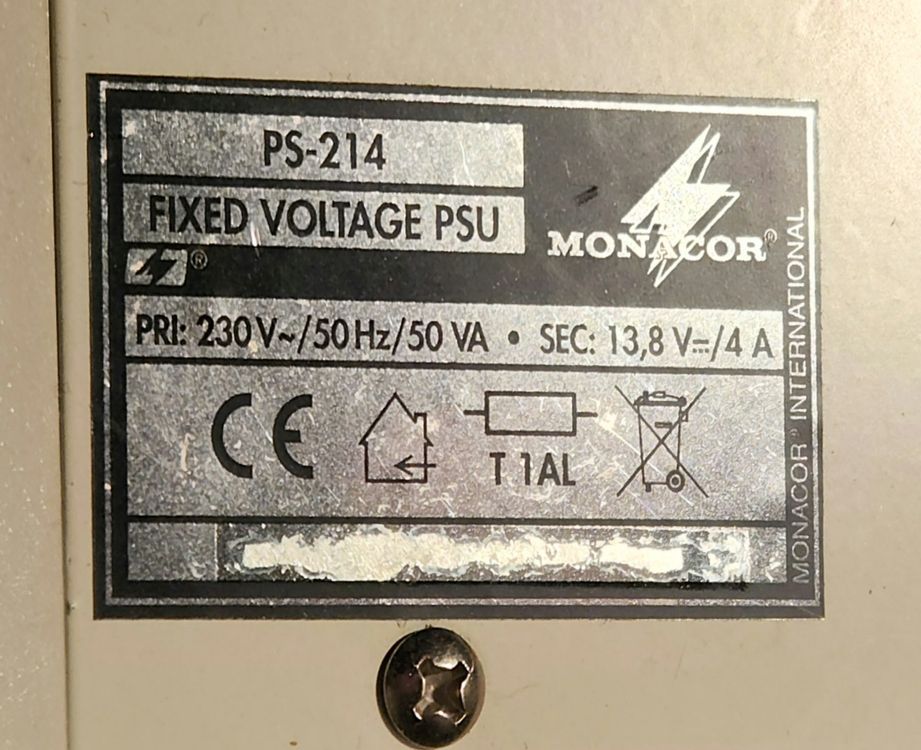 PS-214
FIXED VOLTAGE PSU
®
MONACOR®
PRI: 230 V~/50 Hz/50 VA • SEC: 13,8 V⎓/4 A
CE
T 1AL
MONACOR® INTERNATIONAL